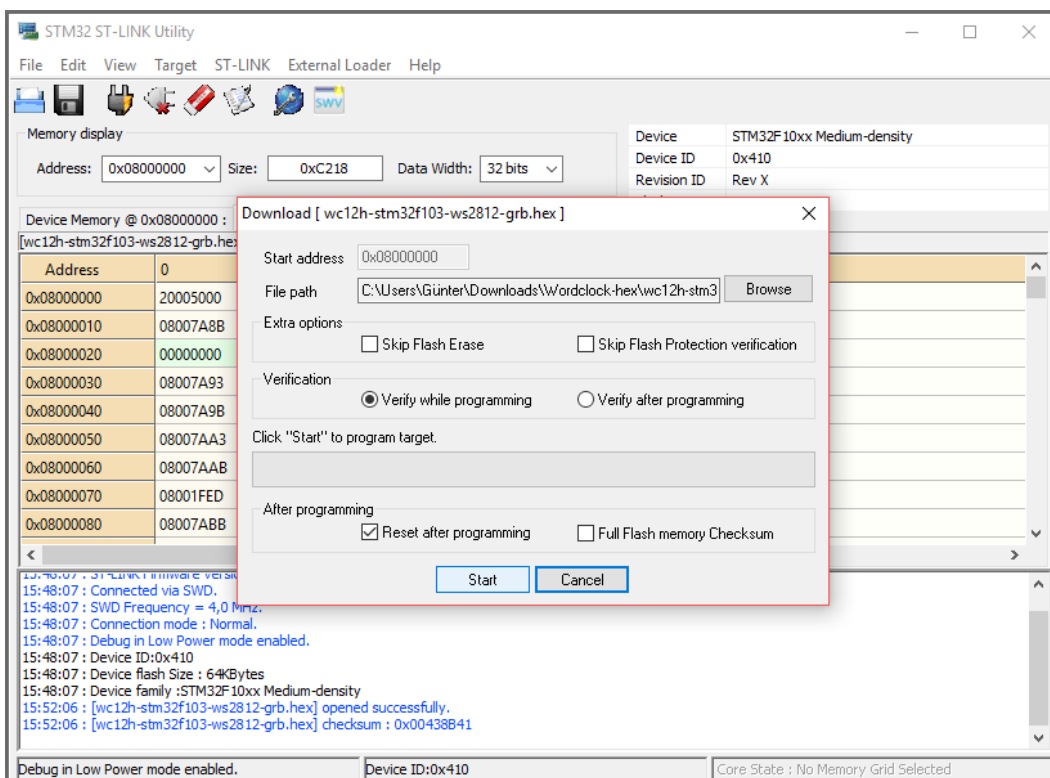 STM32 ST-LINK Utility
File Edit View Target ST-LINK External Loader Help
SWV
Memory display
Address: 0x08000000 Size: 0xC218 Data Width: 32 bits
Device STM32F10xx Medium-density
Device ID 0x410
Revision ID Rev X
Device Memory @ 0x08000000 :
[wc12h-stm32f103-ws2812-grb.hex
Address 0
0x08000000 20005000
0x08000010 08007A8B
0x08000020 00000000
0x08000030 08007A93
0x08000040 08007A9B
0x08000050 08007AA3
0x08000060 08007AAB
0x08000070 08001FED
0x08000080 08007ABB
Download [ wc12h-stm32f103-ws2812-grb.hex ]
Start address 0x08000000
File path C:\Users\Günter\Downloads\Wordclock-hex\wc12h-stm3 Browse
Extra options
Skip Flash Erase Skip Flash Protection verification
Verification
Verify while programming Verify after programming
Click "Start" to program target.
After programming
Reset after programming Full Flash memory Checksum
Start Cancel
15:48:07 : ST-LINK Firmware versi
15:48:07 : Connected via SWD.
15:48:07 : SWD Frequency = 4,0 MHz.
15:48:07 : Connection mode : Normal.
15:48:07 : Debug in Low Power mode enabled.
15:48:07 : Device ID:0x410
15:48:07 : Device flash Size : 64KBytes
15:48:07 : Device family :STM32F10xx Medium-density
15:52:06 : [wc12h-stm32f103-ws2812-grb.hex] opened successfully.
15:52:06 : [wc12h-stm32f103-ws2812-grb.hex] checksum : 0x00438B41
Debug in Low Power mode enabled. Device ID:0x410 Core State : No Memory Grid Selected